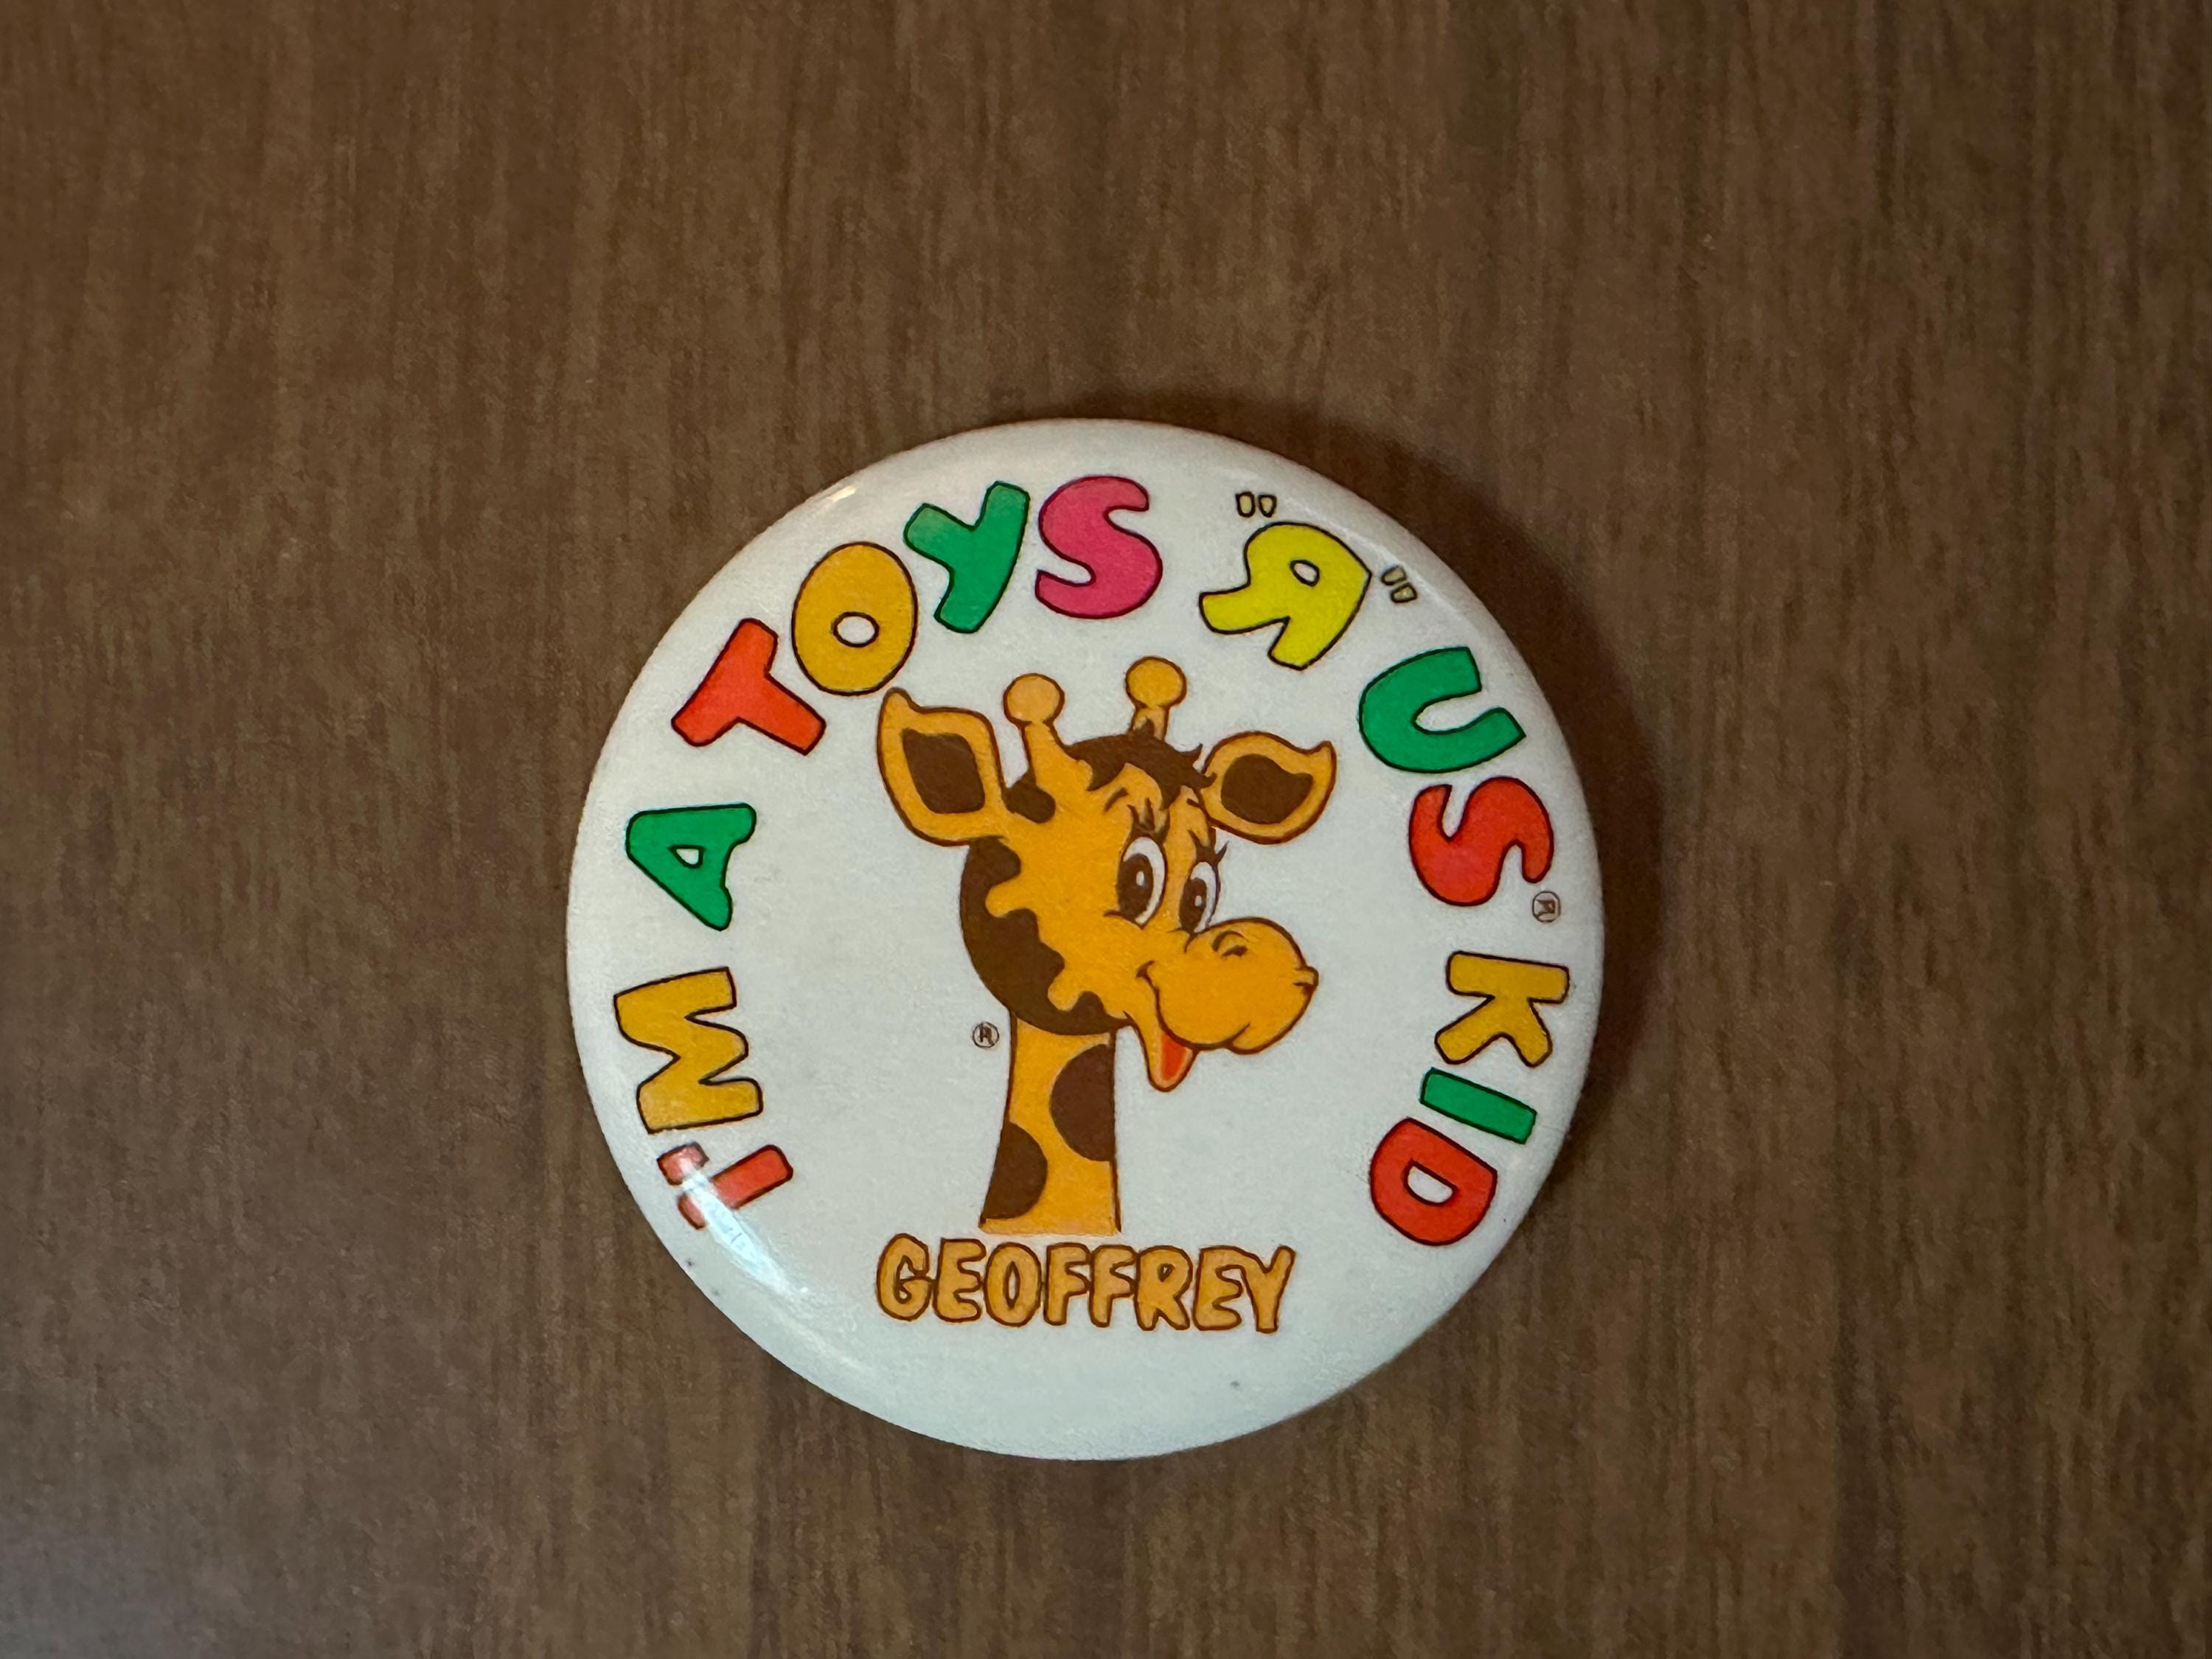 I'M A TOYS "Я" US® KID
®
GEOFFREY